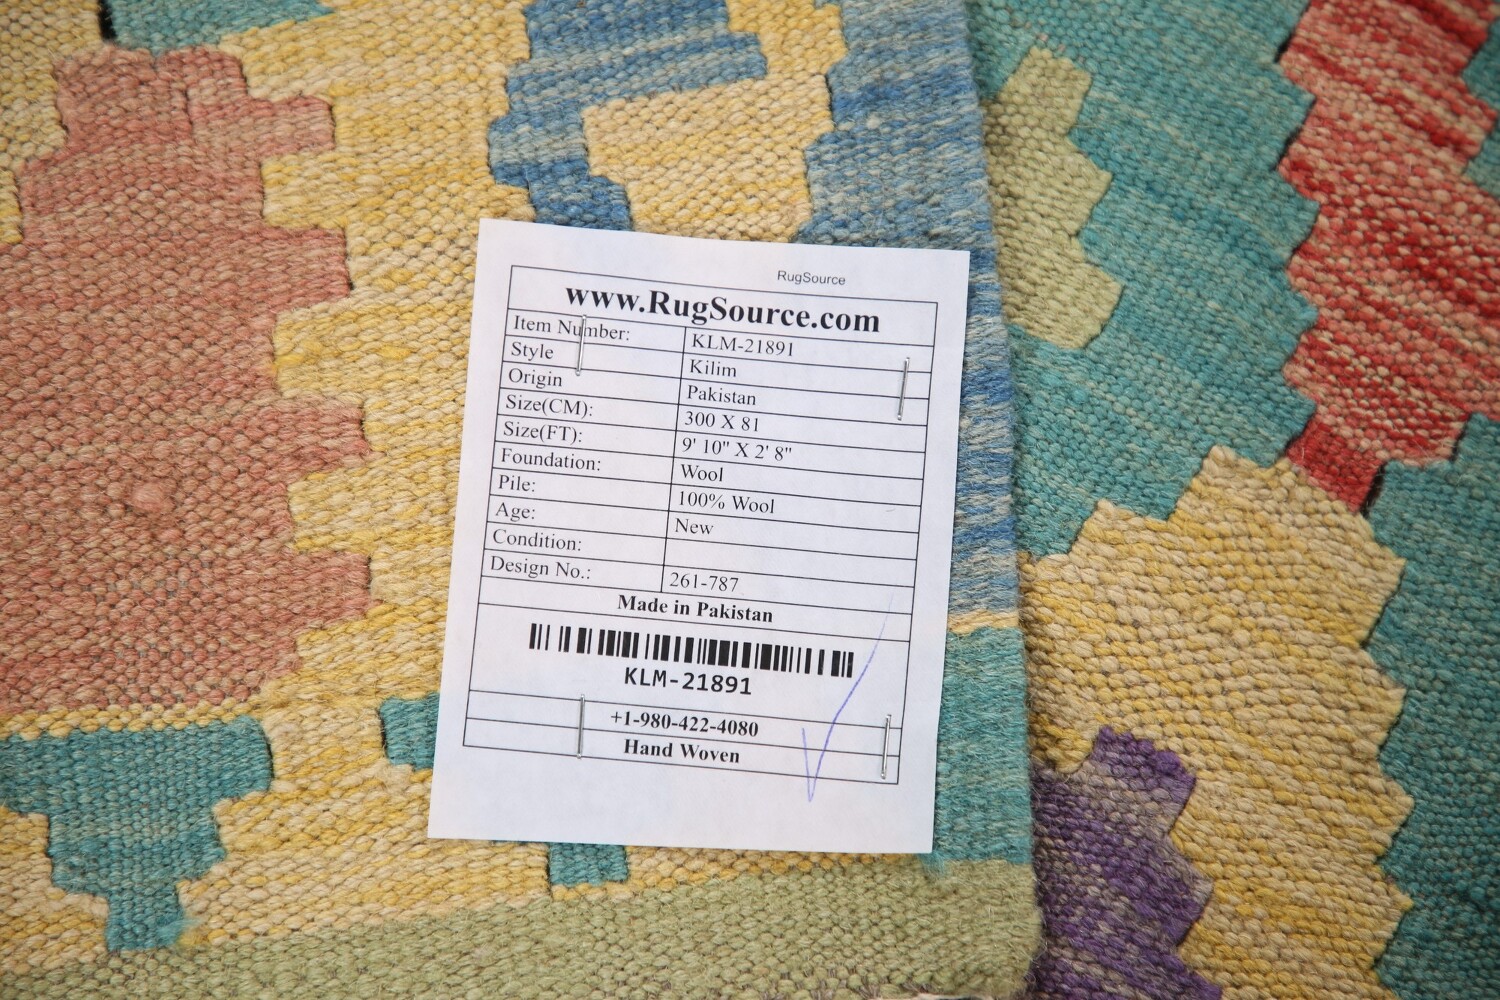 RugSource
www.RugSource.com
Item Number: KLM-21891
Style Kilim
Origin Pakistan
Size(CM): 300 X 81
Size(FT): 9' 10" X 2' 8"
Foundation: Wool
Pile: 100% Wool
Age: New
Condition:
Design No.: 261-787
Made in Pakistan
KLM-21891
+1-980-422-4080
Hand Woven